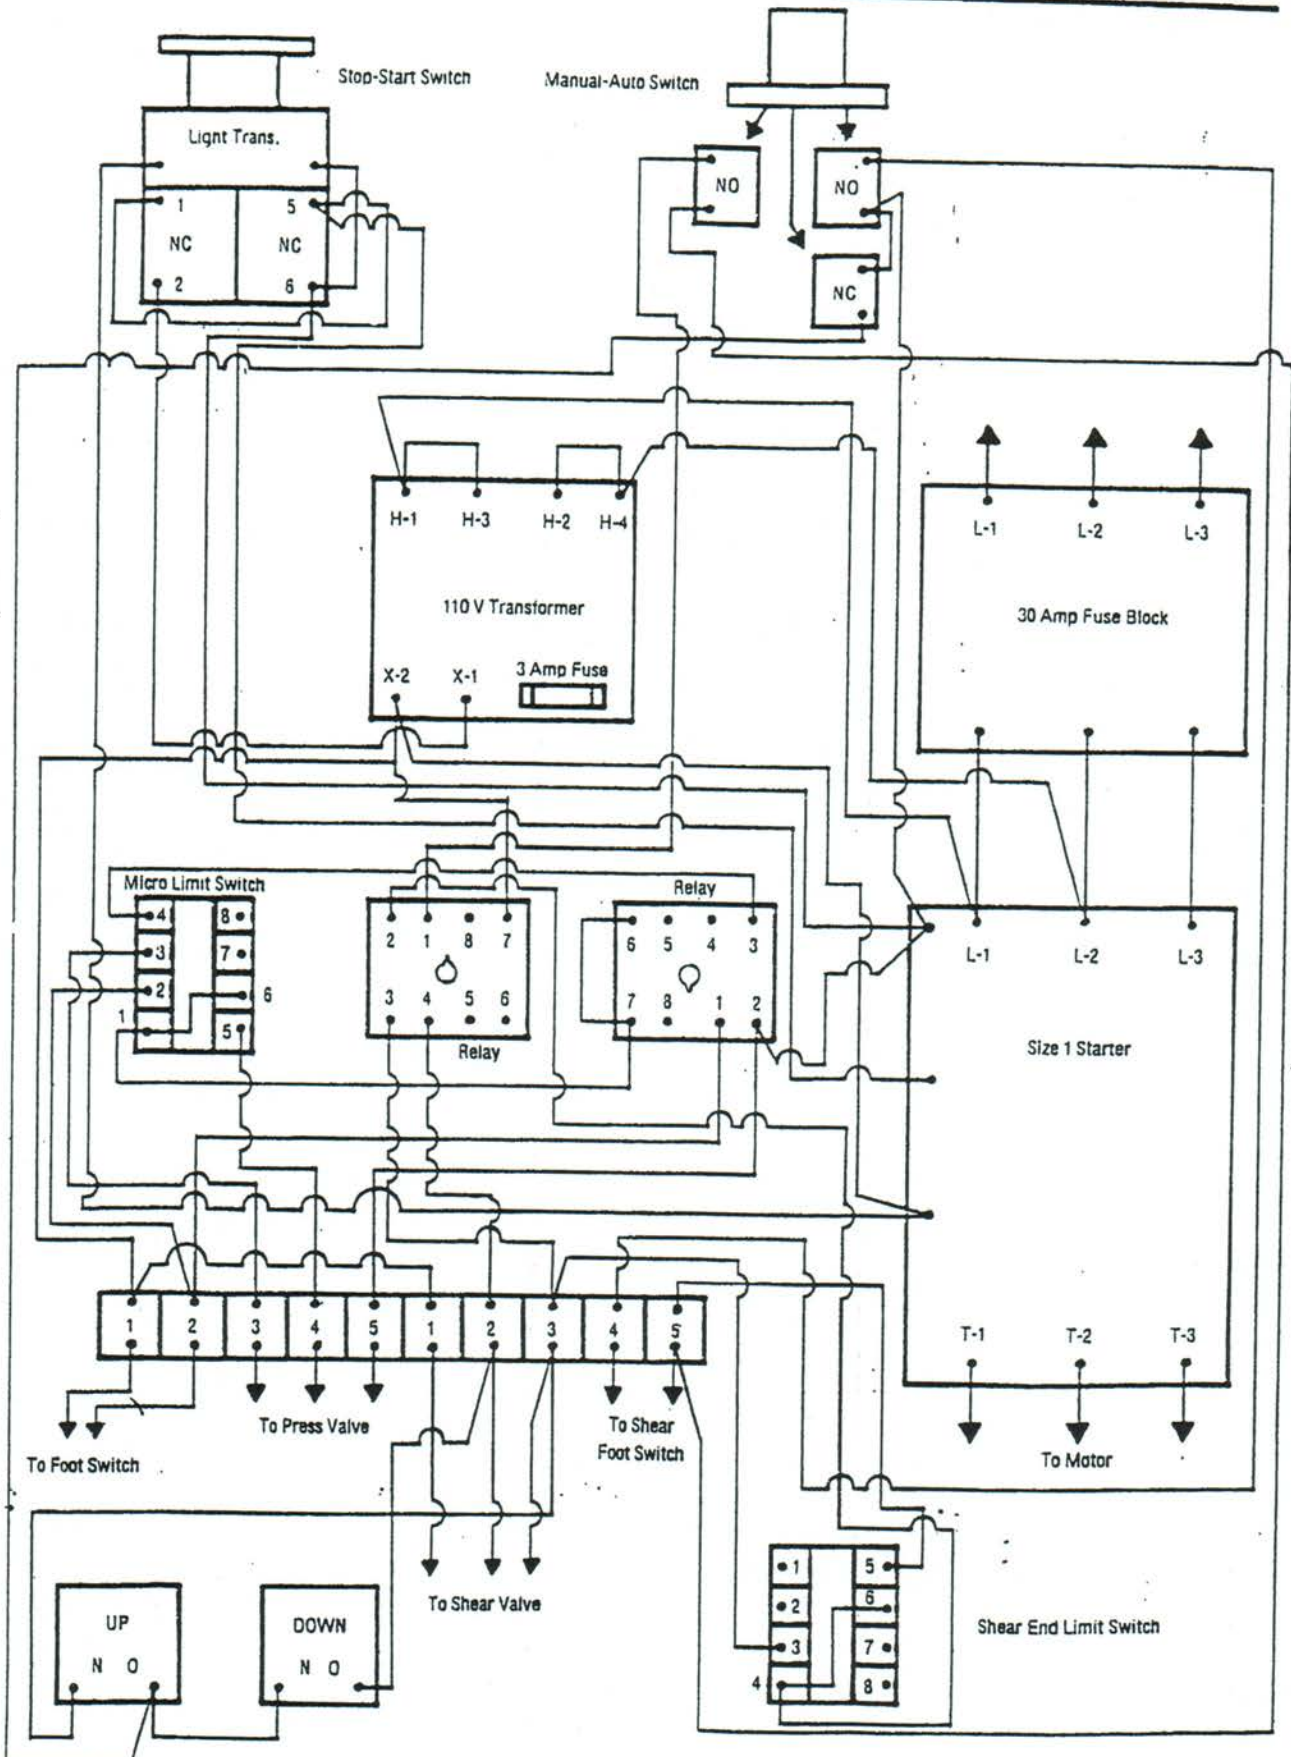 Stop-Start Switch
Manual-Auto Switch
Lignt Trans.
NO
NO
1
5
NC
NC
2
6
NC
H-1
H-3
H-2
H-4
L-1
L-2
L-3
110 V Transformer
30 Amp Fuse Block
X-2
X-1
3 Amp Fuse
Micro Limit Switch
Relay
4
8
3
7
2
6
1
5
2
1
8
7
3
4
5
6
Relay
6
5
4
3
7
8
1
2
L-1
L-2
L-3
Size 1 Starter
T-1
T-2
T-3
1
2
3
4
5
1
2
3
4
5
To Foot Switch
To Press Valve
To Shear
Foot Switch
To Motor
To Shear Valve
UP
N O
DOWN
N O
1
5
2
6
3
7
4
8
Shear End Limit Switch